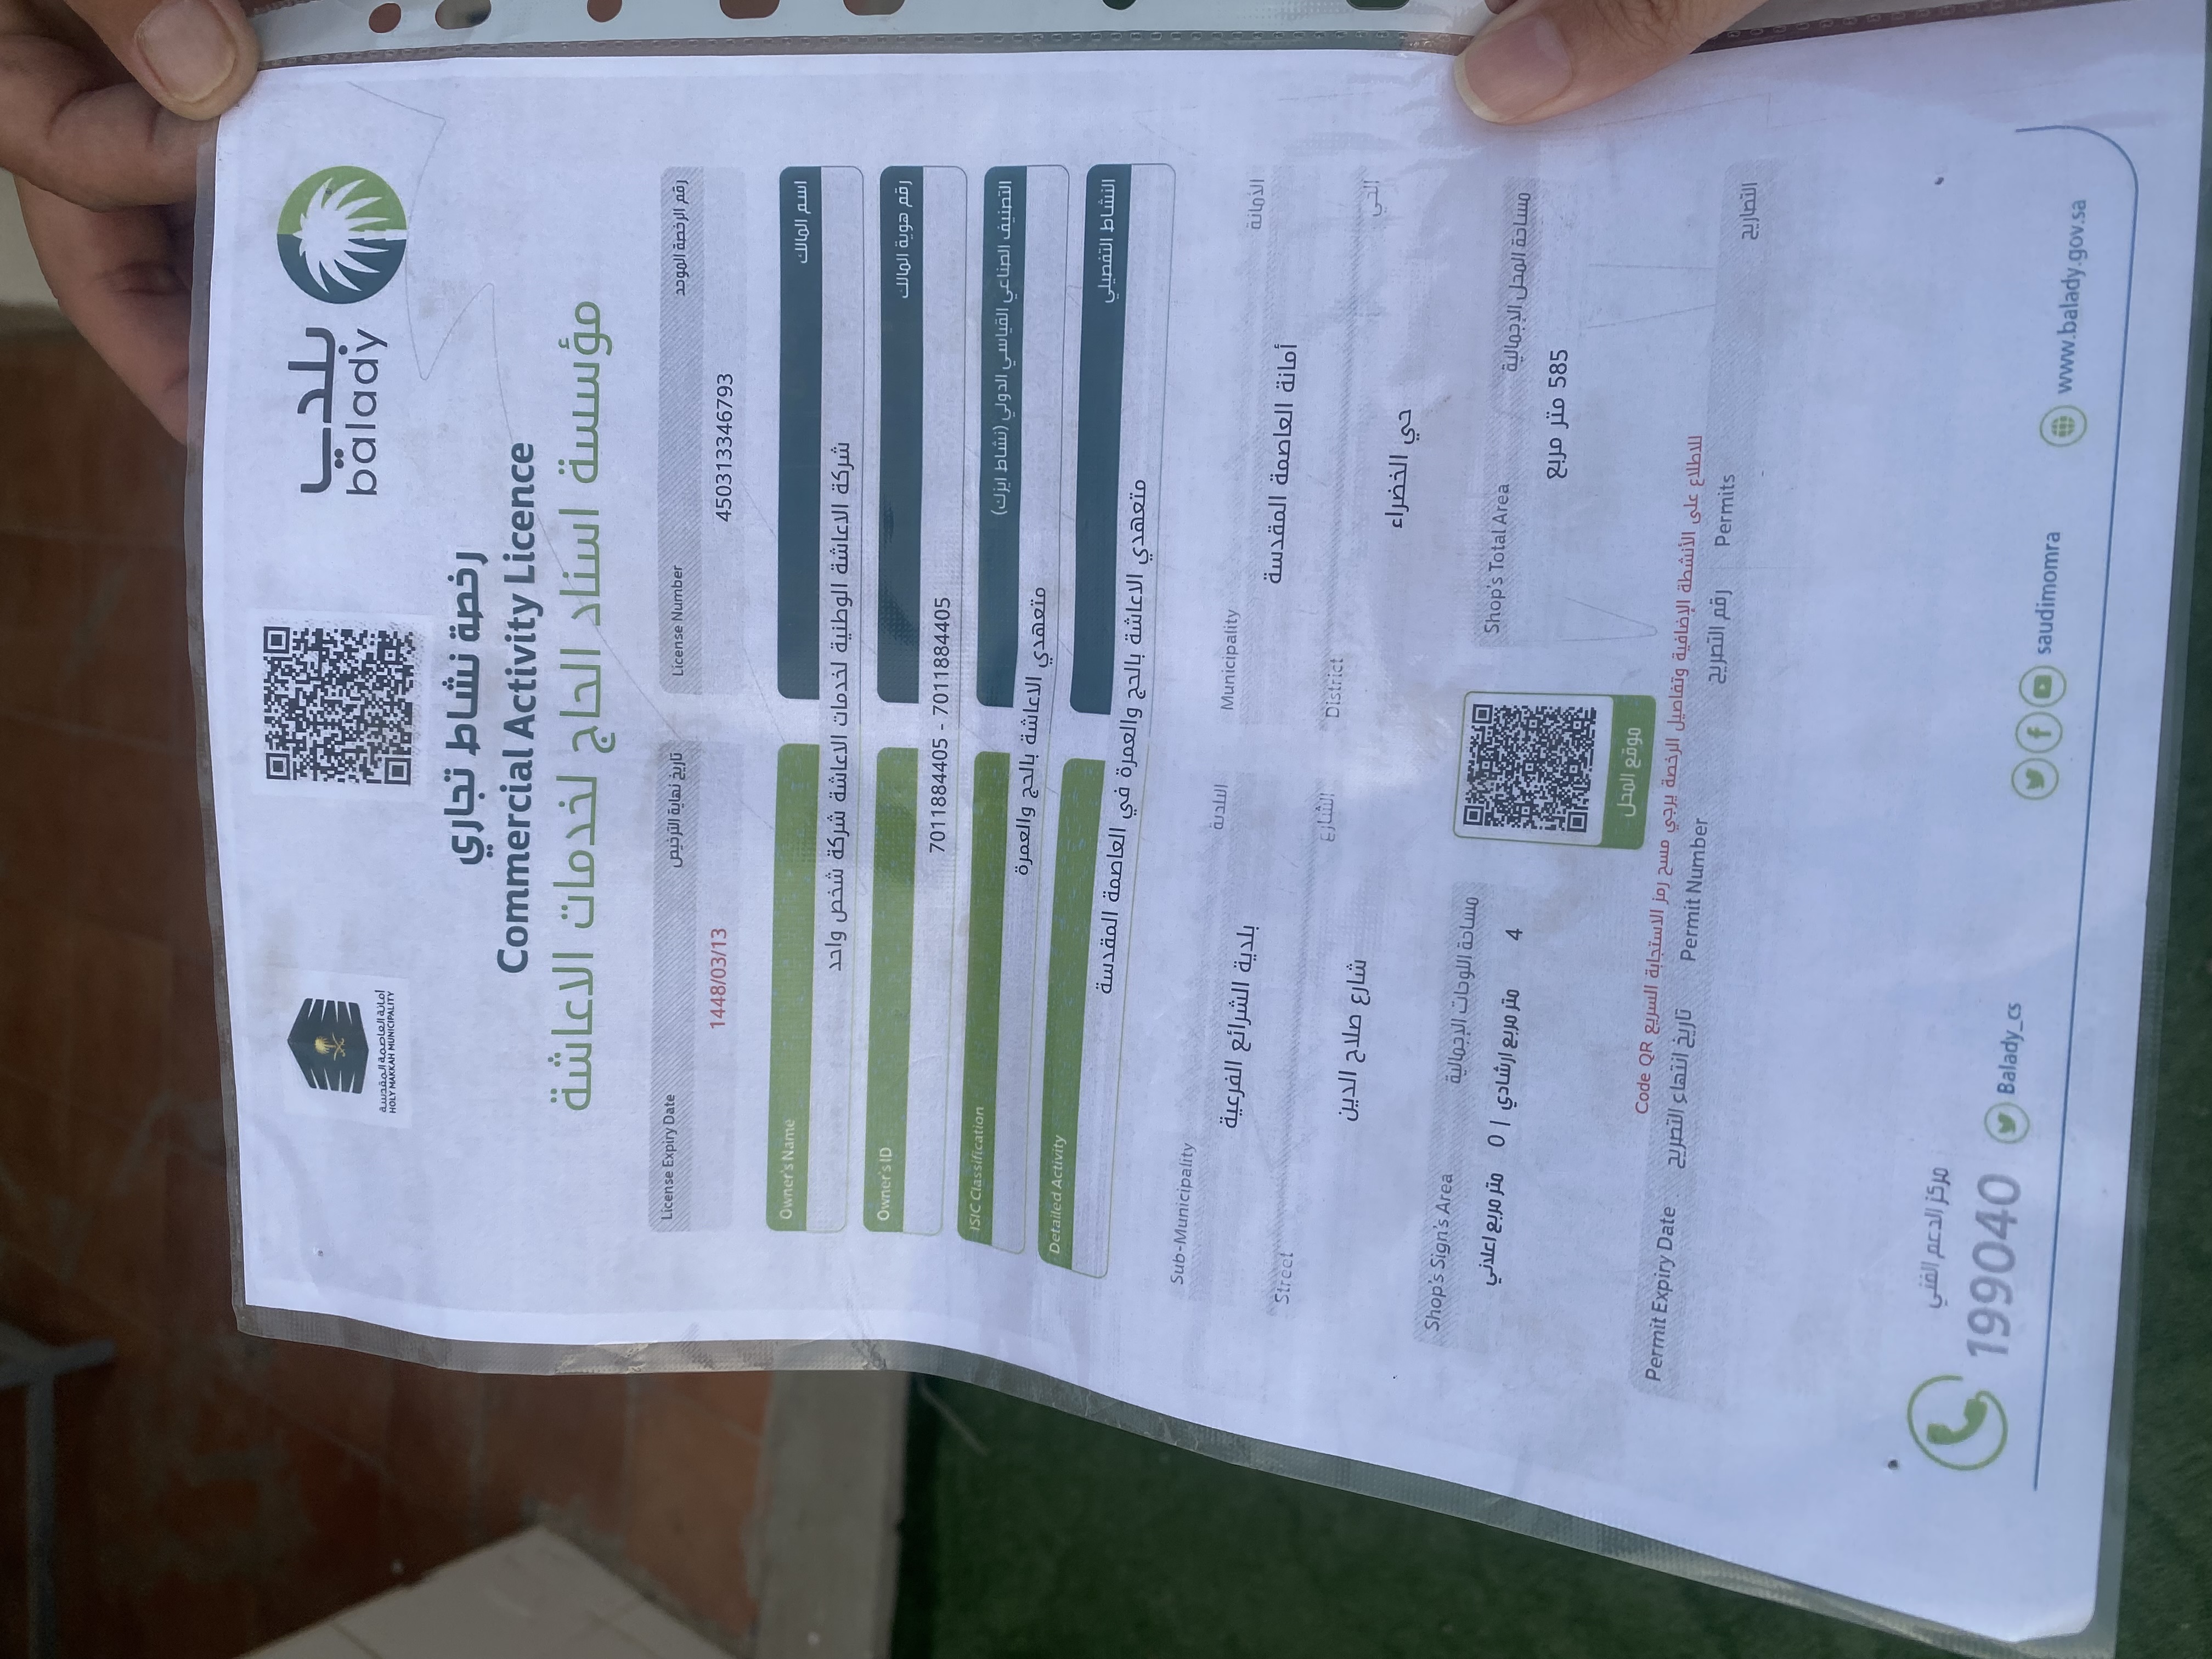 أمانة العاصمة المقدسة
HOLY MAKKAH MUNICIPALITY
بلدي
balady
رخصة نشاط تجاري
Commercial Activity Licence
مؤسسة اسناد الحاج لخدمات الاعاشة
License Expiry Date تاريخ نهاية الترخيص
1448/03/13
License Number رقم الرخصة الموحد
450313346793
Owner's Name اسم المالك
شركة الاعاشة الوطنية لخدمات الاعاشة شركة شخص واحد
Owner's ID رقم هوية المالك
7011884405 - 7011884405
ISIC Classification التصنيف الصناعي القياسي الدولي (نشاط ايزك)
متعهدي الاعاشة بالحج والعمرة
Detailed Activity النشاط التفصيلي
متعهدي الاعاشة بالحج والعمرة في العاصمة المقدسة
Sub-Municipality البلدية
بلدية الشرائع الفرعية
Municipality الأمانة
أمانة العاصمة المقدسة
Street الشارع
شارع صلاح الدين
District الحي
حي الخضراء
Shop's Sign's Area مساحة اللوحات الإجمالية
4 متر مربع ارشادي | 0 متر مربع اعلاني
Shop's Total Area مساحة المحل الإجمالية
585 متر مربع
موقع المحل
للاطلاع على الأنشطة الإضافية وتفاصيل الرخصة يرجي مسح رمز الاستجابة السريع Code QR
Permit Expiry Date تاريخ انتهاء التصريح Permit Number رقم التصريح Permits التصاريح
-
مركز الدعم الفني
199040
Balady_cs
saudimomra
www.balady.gov.sa